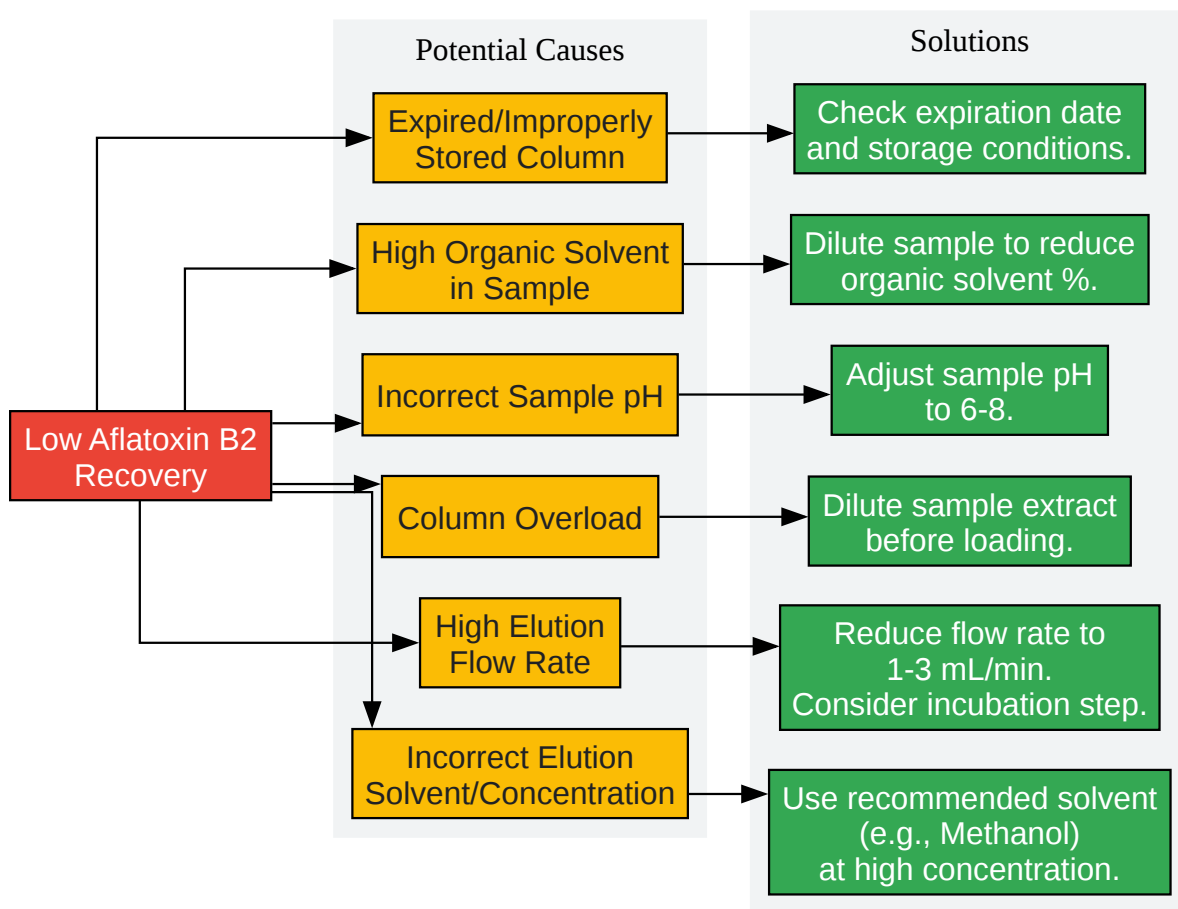 Potential Causes
Solutions
Expired/Improperly
Stored Column
Check expiration date
and storage conditions.
High Organic Solvent
in Sample
Dilute sample to reduce
organic solvent %.
Incorrect Sample pH
Adjust sample pH
to 6-8.
Low Aflatoxin B2
Recovery
Column Overload
Dilute sample extract
before loading.
High Elution
Flow Rate
Reduce flow rate to
1-3 mL/min.
Consider incubation step.
Incorrect Elution
Solvent/Concentration
Use recommended solvent
(e.g., Methanol)
at high concentration.